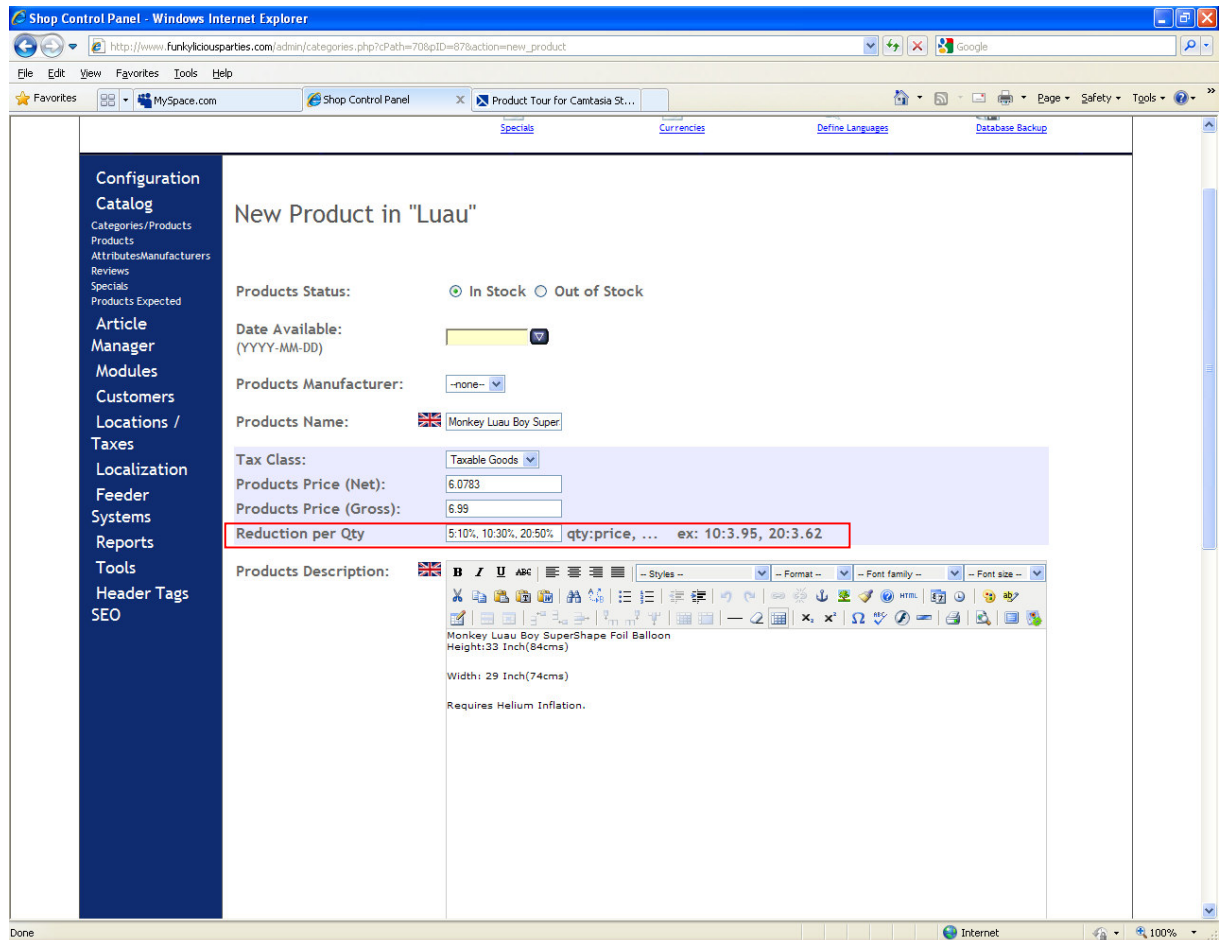 Shop Control Panel - Windows Internet Explorer
http://www.funkyliciousparties.com/admin/categories.php?cPath=70&pID=87&action=new_product
Google
File Edit View Favorites Tools Help
Favorites MySpace.com Shop Control Panel X Product Tour for Camtasia St... Page Safety Tools »
Specials Currencies Define Languages Database Backup
Configuration
Catalog
Categories/Products
Products
AttributesManufacturers
Reviews
Specials
Products Expected
Article
Manager
Modules
Customers
Locations /
Taxes
Localization
Feeder
Systems
Reports
Tools
Header Tags
SEO
New Product in "Luau"
Products Status: In Stock Out of Stock
Date Available:
(YYYY-MM-DD)
Products Manufacturer: --none--
Products Name: Monkey Luau Boy Super
Tax Class: Taxable Goods
Products Price (Net): 6.0783
Products Price (Gross): 6.99
Reduction per Qty 5:10%, 10:30%, 20:50% qty:price, ... ex: 10:3.95, 20:3.62
Products Description: B I U ABC -- Styles -- -- Format -- -- Font family -- -- Font size --
HTML
Monkey Luau Boy SuperShape Foil Balloon
Height:33 Inch(84cms)
Width: 29 Inch(74cms)
Requires Helium Inflation.
Done Internet 100%